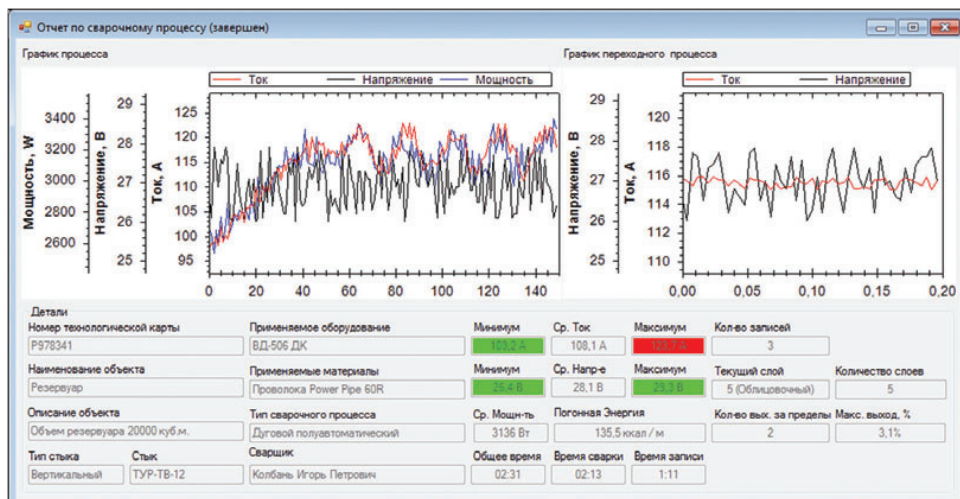 Отчет по сварочному процессу (завершен)
График процесса
График переходного процесса
Ток Напряжение Мощность
Ток Напряжение
Мощность, W
3400
3200
3000
2800
2600
Напряжение, В
29
28
27
26
25
Ток, А
125
120
115
110
105
100
95
0 20 40 60 80 100 120 140
Напряжение, В
29
28
27
26
25
Ток, А
120
118
116
114
112
110
0,00 0,05 0,10 0,15 0,20
Детали
Номер технологической карты Применяемое оборудование Минимум Ср. Ток Максимум Кол-во записей
P978341 ВД-506 ДК 103,2 А 108,1 А 3
Наименование объекта Применяемые материалы Минимум Ср. Напр-е Максимум Текущий слой Количество слоев
Резервуар Проволока Power Pipe 60R 26,4 В 28,1 В 29,3 В 5 (Облицовочный) 5
Описание объекта Тип сварочного процесса Ср. Мощн-ть Погонная Энергия Кол-во вых. за пределы Макс. выход, %
Объем резервуара 20000 куб.м. Дуговой полуавтоматический 3136 Вт 135,5 ккал / м 2 3,1%
Тип стыка Стык Сварщик Общее время Время сварки Время записи
Вертикальный ТУР-ТВ-12 Колбань Игорь Петрович 02:31 02:13 1:11